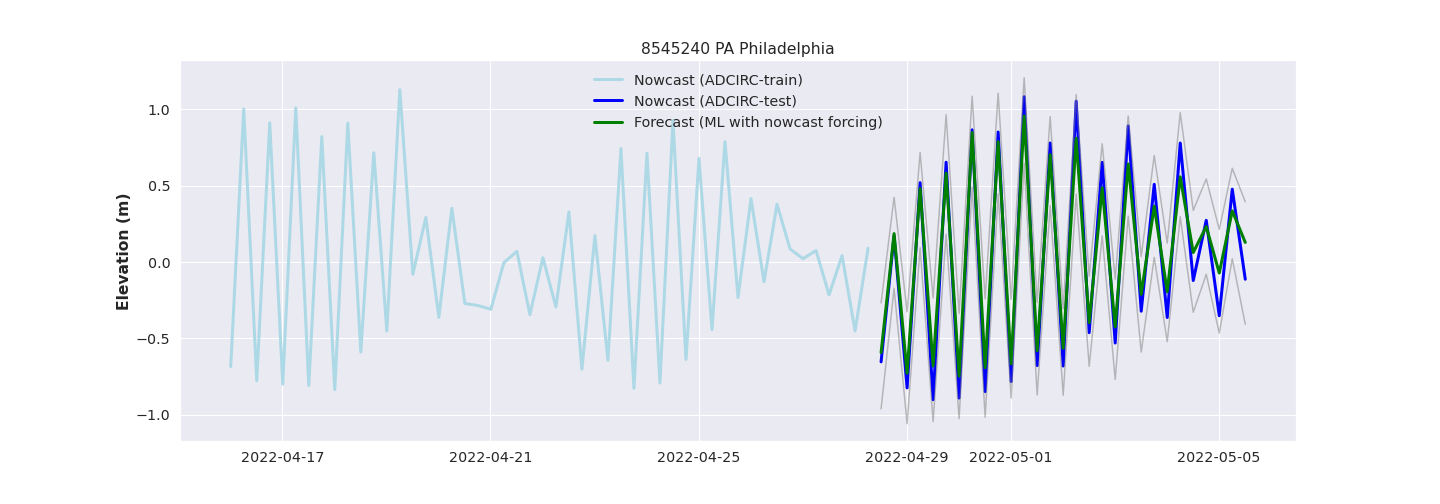 8545240 PA Philadelphia
Nowcast (ADCIRC-train)
Nowcast (ADCIRC-test)
Forecast (ML with nowcast forcing)
Elevation (m)
1.0
0.5
0.0
−0.5
−1.0
2022-04-17 2022-04-21 2022-04-25 2022-04-29 2022-05-01 2022-05-05